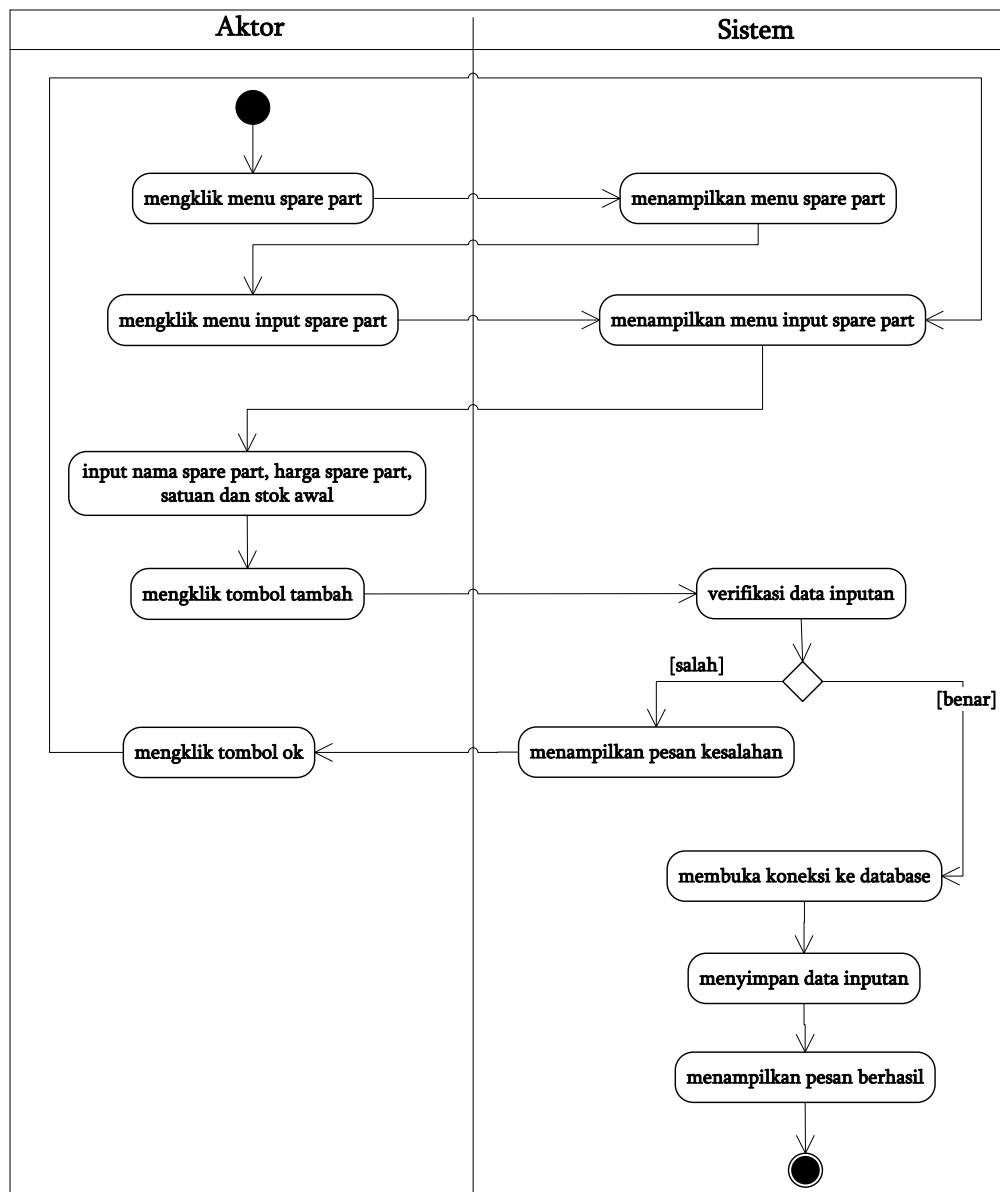 Aktor
Sistem
mengklik menu spare part
menampilkan menu spare part
mengklik menu input spare part
menampilkan menu input spare part
input nama spare part, harga spare part,
satuan dan stok awal
mengklik tombol tambah
verifikasi data inputan
[salah]
[benar]
mengklik tombol ok
menampilkan pesan kesalahan
membuka koneksi ke database
menyimpan data inputan
menampilkan pesan berhasil